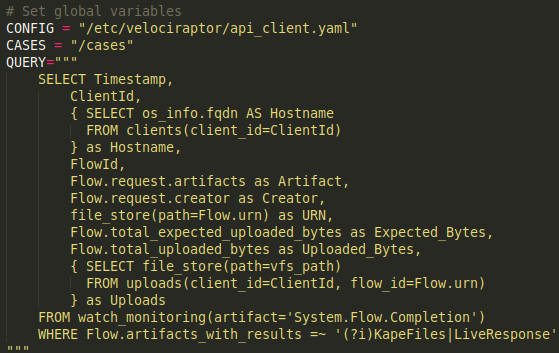 # Set global variables
CONFIG = "/etc/velociraptor/api_client.yaml"
CASES = "/cases"
QUERY="""
    SELECT Timestamp,
        ClientId,
        { SELECT os_info.fqdn AS Hostname
          FROM clients(client_id=ClientId)
        } as Hostname,
        FlowId,
        Flow.request.artifacts as Artifact,
        Flow.request.creator as Creator,
        file_store(path=Flow.urn) as URN,
        Flow.total_expected_uploaded_bytes as Expected_Bytes,
        Flow.total_uploaded_bytes as Uploaded_Bytes,
        { SELECT file_store(path=vfs_path)
          FROM uploads(client_id=ClientId, flow_id=Flow.urn)
        } as Uploads
    FROM watch_monitoring(artifact='System.Flow.Completion')
    WHERE Flow.artifacts_with_results =~ '(?i)KapeFiles|LiveResponse'
"""